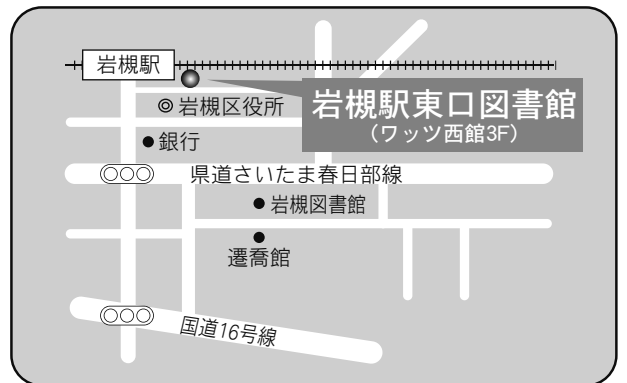 岩槻駅
岩槻駅東口図書館
（ワッツ西館3F）
◎岩槻区役所
●銀行
県道さいたま春日部線
●岩槻図書館
●
遷喬館
国道16号線